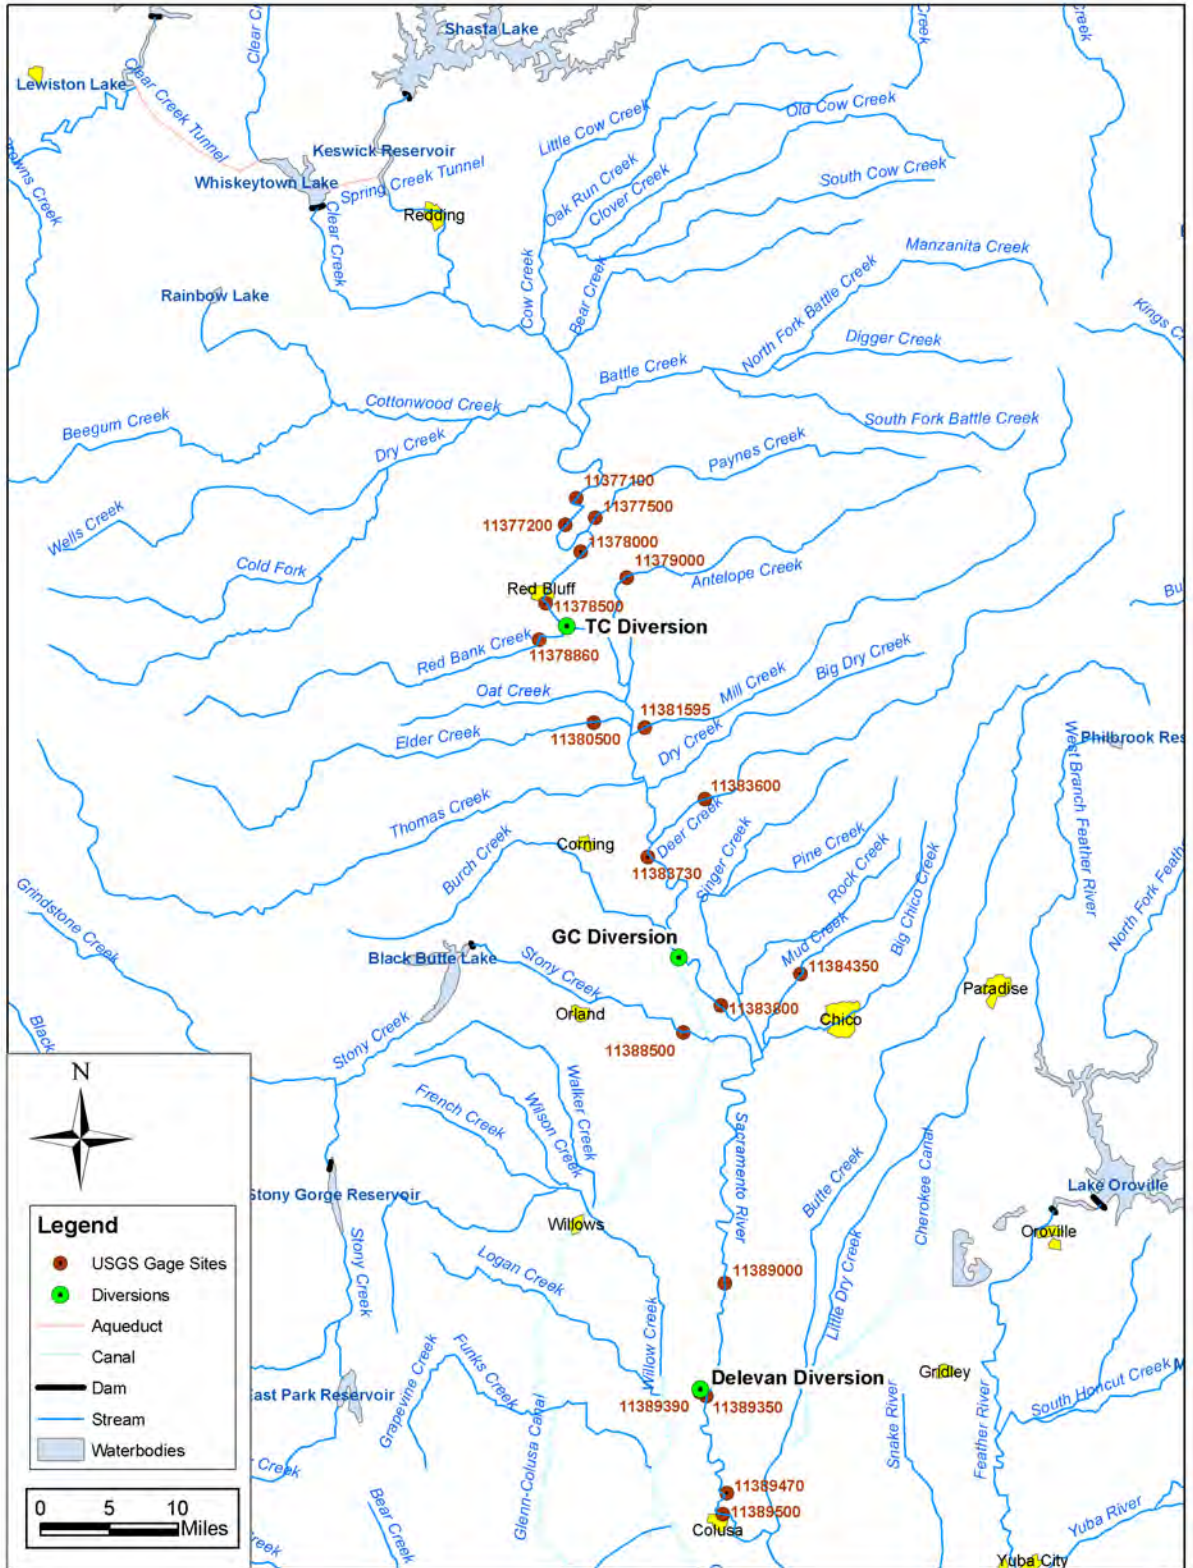 Shasta Lake
Clear Cr
Creek
Creek
Lewiston Lake
Clear Creek Tunnel
Little Cow Creek
Old Cow Creek
Keswick Reservoir
Whiskeytown Lake
Spring Creek Tunnel
Oak Run Creek
Clover Creek
South Cow Creek
Redding
Clear Creek
Manzanita Creek
Rainbow Lake
Cow Creek
Bear Creek
North Fork Battle Creek
Kings C
Digger Creek
Battle Creek
Cottonwood Creek
Beegum Creek
South Fork Battle Creek
Dry Creek
Paynes Creek
11377100
11377500
11377200
Wells Creek
11378000
11379000
Cold Fork
Antelope Creek
Red Bluff
11378500
Bu
TC Diversion
Red Bank Creek
11378860
Big Dry Creek
Mill Creek
Oat Creek
11381595
Elder Creek
11380500
Dry Creek
West Branch Feather River
Philbrook Res
11383600
Thomas Creek
Deer Creek
Corning
Burch Creek
Singer Creek
Pine Creek
Rock Creek
11383730
Big Chico Creek
North Fork Feath
Grindstone Creek
GC Diversion
Mud Creek
Black Butte Lake
Stony Creek
11384350
Paradise
11383800
Orland
Chico
Black
Stony Creek
11388500
N
French Creek
Wilson Creek
Walker Creek
Sacramento River
Butte Creek
Cherokee Canal
Lake Oroville
Stony Gorge Reservoir
Willows
Oroville
Legend
USGS Gage Sites
Diversions
Aqueduct
Canal
Dam
Stream
Waterbodies
Stony Creek
Logan Creek
11389000
Little Dry Creek
Willow Creek
Funks Creek
Grapevine Creek
Delevan Diversion
Gridley
East Park Reservoir
11389390
11389350
South Honcut Creek
Glenn-Colusa Canal
Snake River
Feather River
r Creek
11389470
0 5 10
Miles
Bear Creek
11389500
Colusa
Yuba River
reek
Yuba City